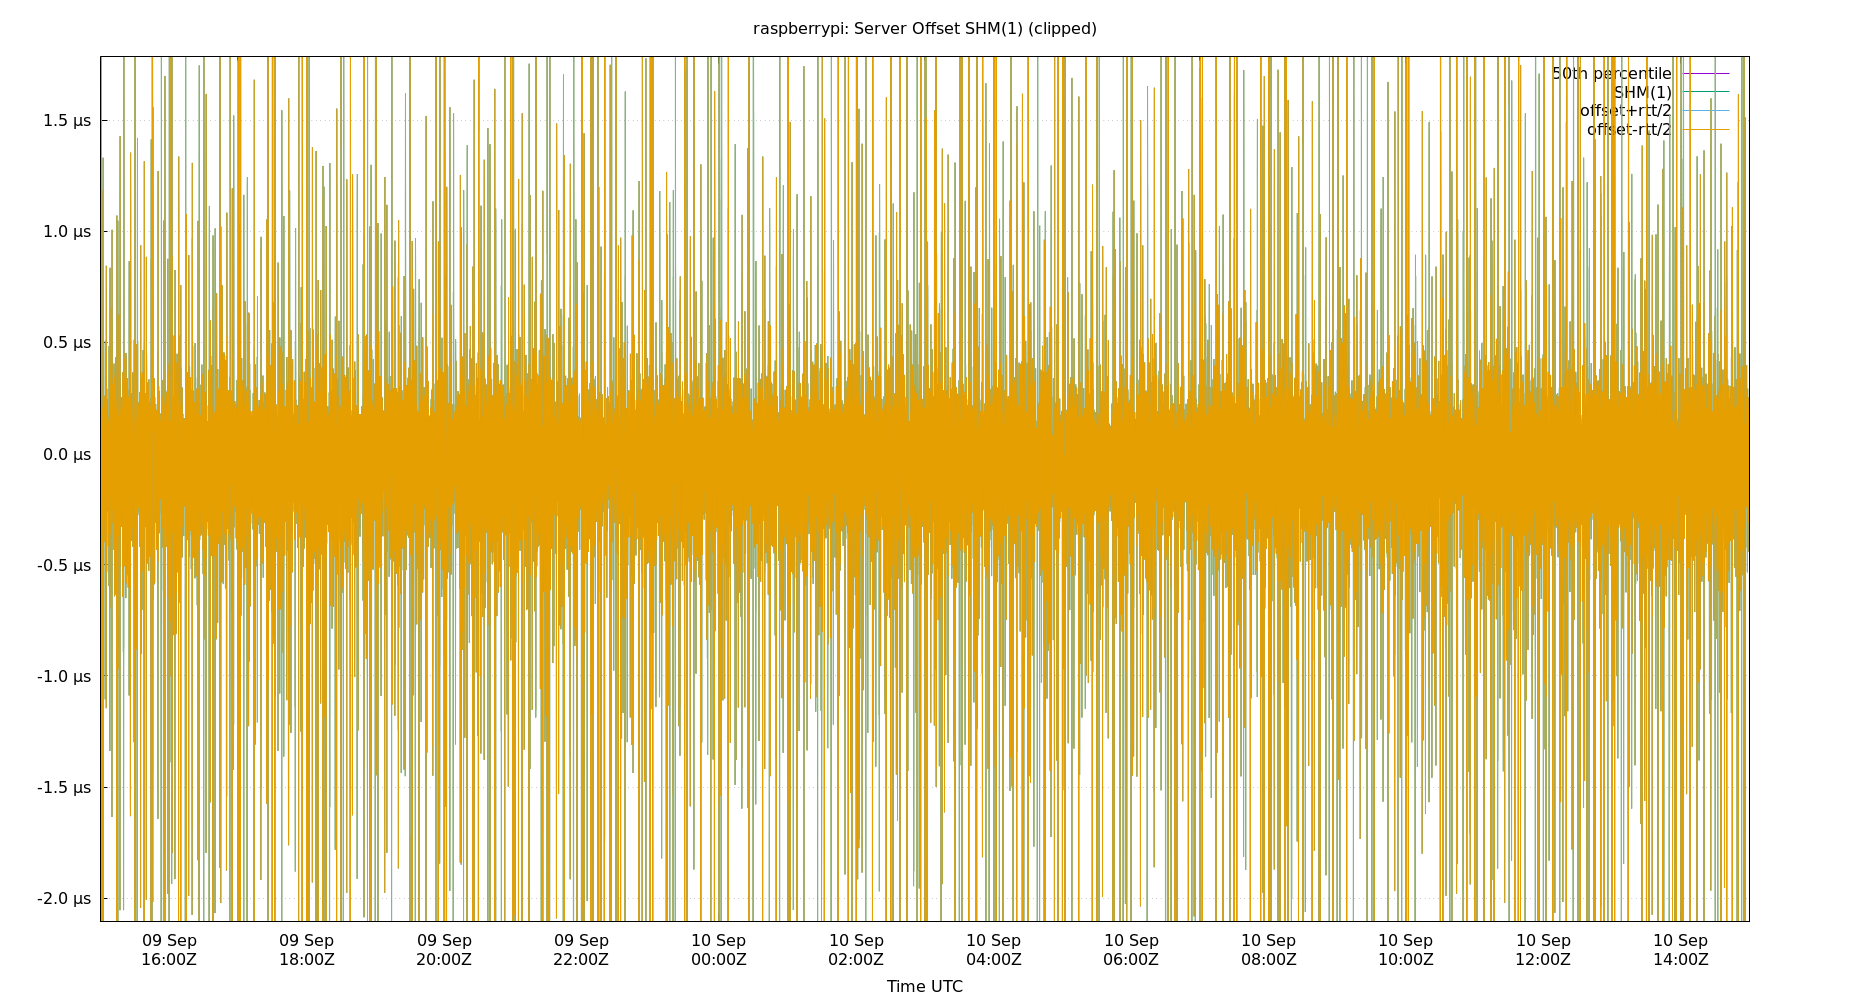 raspberrypi: Server Offset SHM(1) (clipped)
50th percentile
SHM(1)
offset+rtt/2
offset-rtt/2
1.5 µs
1.0 µs
0.5 µs
0.0 µs
-0.5 µs
-1.0 µs
-1.5 µs
-2.0 µs
09 Sep 09 Sep 09 Sep 09 Sep 10 Sep 10 Sep 10 Sep 10 Sep 10 Sep 10 Sep 10 Sep 10 Sep
16:00Z 18:00Z 20:00Z 22:00Z 00:00Z 02:00Z 04:00Z 06:00Z 08:00Z 10:00Z 12:00Z 14:00Z
Time UTC